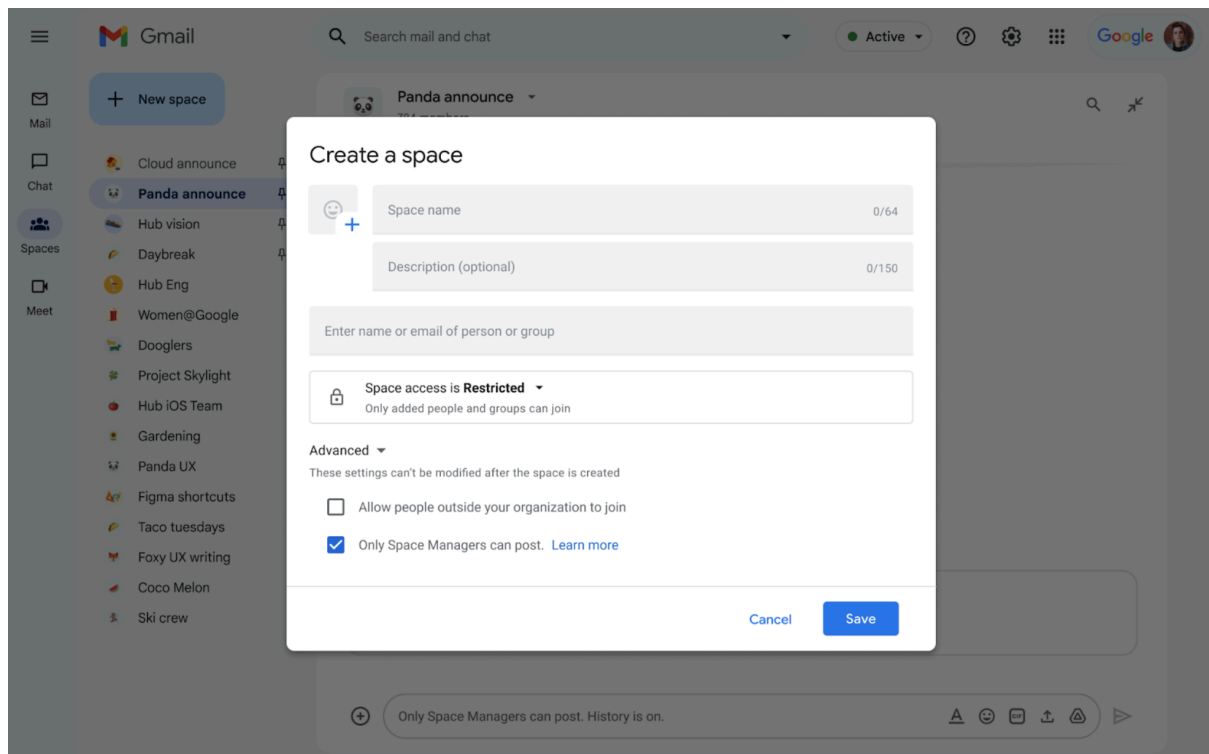 Gmail
Search mail and chat
Active
Google
Mail
Chat
Spaces
Meet
New space
Cloud announce
Panda announce
Hub vision
Daybreak
Hub Eng
Women@Google
Dooglers
Project Skylight
Hub iOS Team
Gardening
Panda UX
Figma shortcuts
Taco tuesdays
Foxy UX writing
Coco Melon
Ski crew
Panda announce
Create a space
Space name 0/64
Description (optional) 0/150
Enter name or email of person or group
Space access is Restricted
Only added people and groups can join
Advanced
These settings can't be modified after the space is created
Allow people outside your organization to join
Only Space Managers can post. Learn more
Cancel Save
Only Space Managers can post. History is on.
GIF